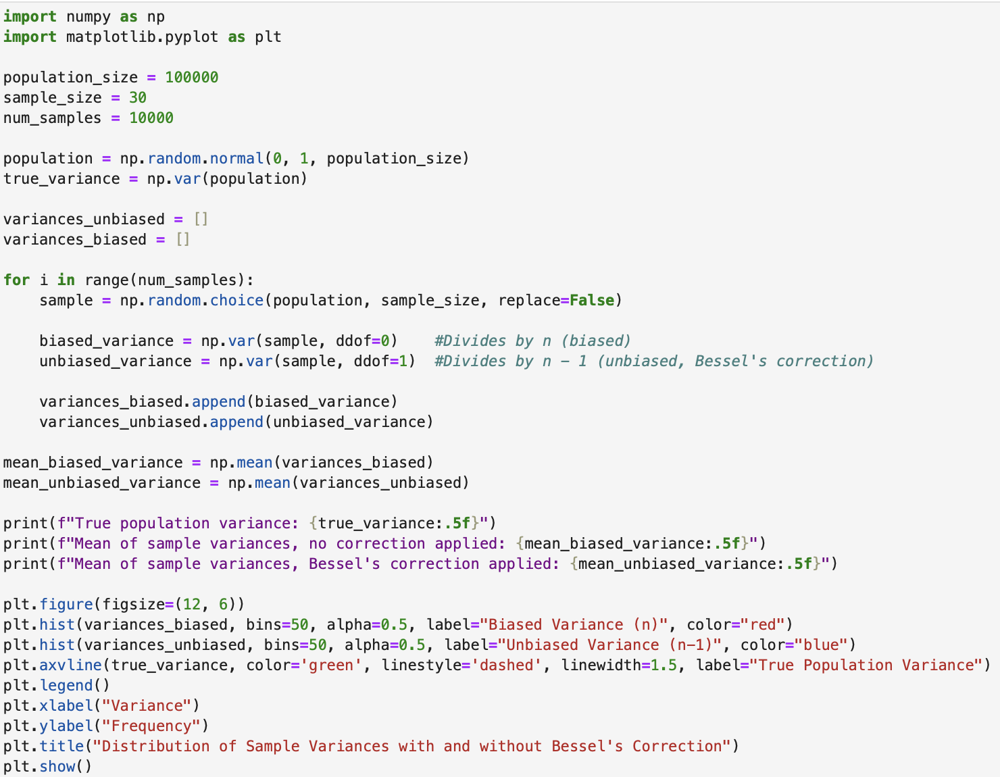 import numpy as np
import matplotlib.pyplot as plt

population_size = 100000
sample_size = 30
num_samples = 10000

population = np.random.normal(0, 1, population_size)
true_variance = np.var(population)

variances_unbiased = []
variances_biased = []

for i in range(num_samples):
    sample = np.random.choice(population, sample_size, replace=False)

    biased_variance = np.var(sample, ddof=0)    #Divides by n (biased)
    unbiased_variance = np.var(sample, ddof=1)  #Divides by n − 1 (unbiased, Bessel's correction)

    variances_biased.append(biased_variance)
    variances_unbiased.append(unbiased_variance)

mean_biased_variance = np.mean(variances_biased)
mean_unbiased_variance = np.mean(variances_unbiased)

print(f"True population variance: {true_variance:.5f}")
print(f"Mean of sample variances, no correction applied: {mean_biased_variance:.5f}")
print(f"Mean of sample variances, Bessel's correction applied: {mean_unbiased_variance:.5f}")

plt.figure(figsize=(12, 6))
plt.hist(variances_biased, bins=50, alpha=0.5, label="Biased Variance (n)", color="red")
plt.hist(variances_unbiased, bins=50, alpha=0.5, label="Unbiased Variance (n−1)", color="blue")
plt.axvline(true_variance, color='green', linestyle='dashed', linewidth=1.5, label="True Population Variance")
plt.legend()
plt.xlabel("Variance")
plt.ylabel("Frequency")
plt.title("Distribution of Sample Variances with and without Bessel's Correction")
plt.show()